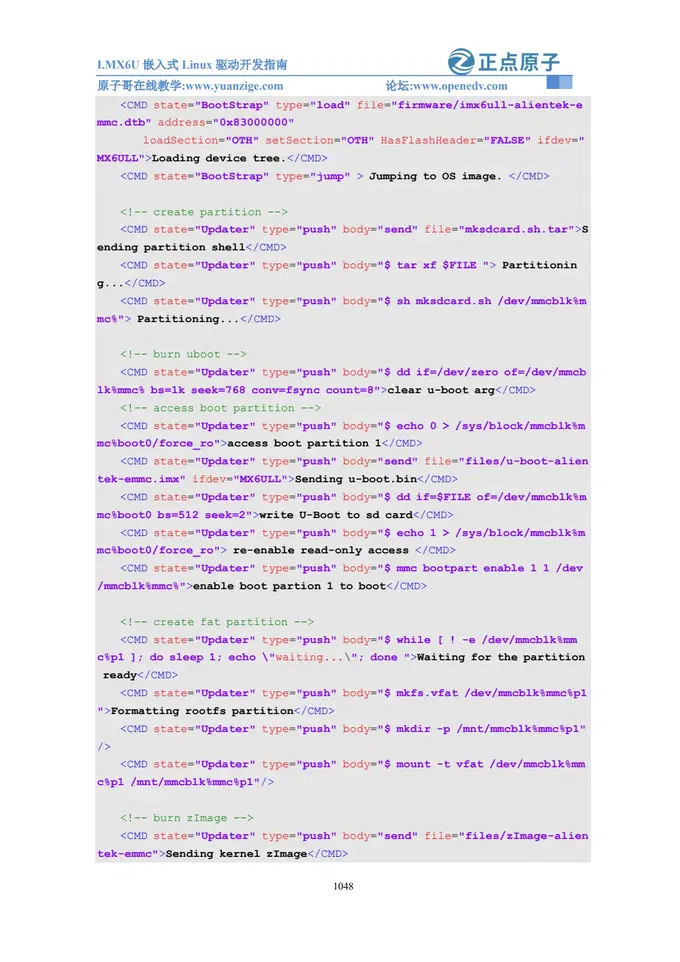 I.MX6U 嵌入式 Linux 驱动开发指南
正点原子
原子哥在线教学:www.yuanzige.com 论坛:www.openedv.com
<CMD state="BootStrap" type="load" file="firmware/imx6ull-alientek-e
mmc.dtb" address="0x83000000"
loadSection="OTH" setSection="OTH" HasFlashHeader="FALSE" ifdev="
MX6ULL">Loading device tree.</CMD>
<CMD state="BootStrap" type="jump" > Jumping to OS image. </CMD>
<!-- create partition -->
<CMD state="Updater" type="push" body="send" file="mksdcard.sh.tar">S
ending partition shell</CMD>
<CMD state="Updater" type="push" body="$ tar xf $FILE "> Partitionin
g...</CMD>
<CMD state="Updater" type="push" body="$ sh mksdcard.sh /dev/mmcblk%m
mc%"> Partitioning...</CMD>
<!-- burn uboot -->
<CMD state="Updater" type="push" body="$ dd if=/dev/zero of=/dev/mmcb
lk%mmc% bs=1k seek=768 conv=fsync count=8">clear u-boot arg</CMD>
<!-- access boot partition -->
<CMD state="Updater" type="push" body="$ echo 0 > /sys/block/mmcblk%m
mc%boot0/force_ro">access boot partition 1</CMD>
<CMD state="Updater" type="push" body="send" file="files/u-boot-alien
tek-emmc.imx" ifdev="MX6ULL">Sending u-boot.bin</CMD>
<CMD state="Updater" type="push" body="$ dd if=$FILE of=/dev/mmcblk%m
mc%boot0 bs=512 seek=2">write U-Boot to sd card</CMD>
<CMD state="Updater" type="push" body="$ echo 1 > /sys/block/mmcblk%m
mc%boot0/force_ro"> re-enable read-only access </CMD>
<CMD state="Updater" type="push" body="$ mmc bootpart enable 1 1 /dev
/mmcblk%mmc%">enable boot partion 1 to boot</CMD>
<!-- create fat partition -->
<CMD state="Updater" type="push" body="$ while [ ! -e /dev/mmcblk%mm
c%p1 ]; do sleep 1; echo \"waiting...\"; done ">Waiting for the partition
ready</CMD>
<CMD state="Updater" type="push" body="$ mkfs.vfat /dev/mmcblk%mmc%p1
">Formatting rootfs partition</CMD>
<CMD state="Updater" type="push" body="$ mkdir -p /mnt/mmcblk%mmc%p1"
/>
<CMD state="Updater" type="push" body="$ mount -t vfat /dev/mmcblk%mm
c%p1 /mnt/mmcblk%mmc%p1"/>
<!-- burn zImage -->
<CMD state="Updater" type="push" body="send" file="files/zImage-alien
tek-emmc">Sending kernel zImage</CMD>
1048